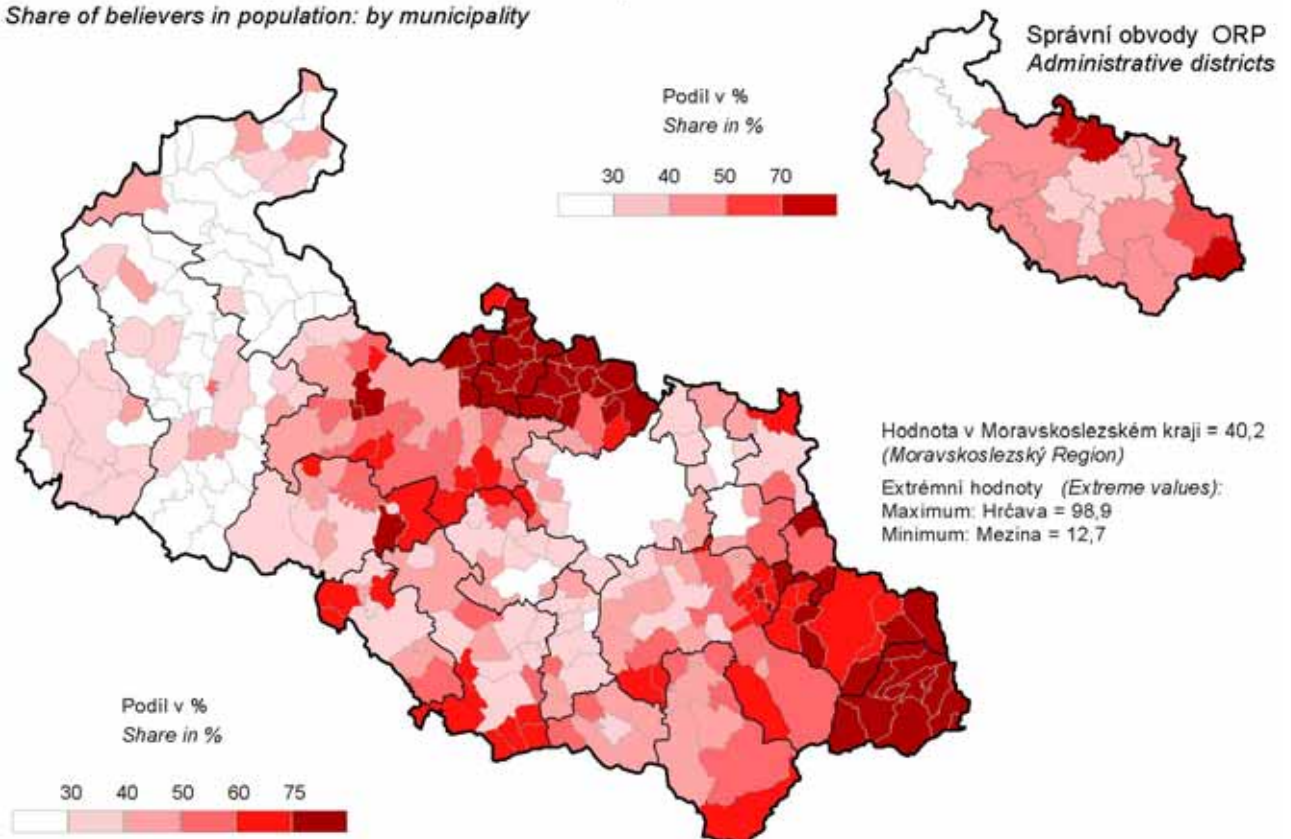 Share of believers in population: by municipality
Správní obvody ORP
Administrative districts
Podíl v %
Share in %
30 40 50 70
Hodnota v Moravskoslezském kraji = 40,2
(Moravskoslezský Region)
Extrémní hodnoty (Extreme values):
Maximum: Hrčava = 98,9
Minimum: Mezina = 12,7
Podíl v %
Share in %
30 40 50 60 75